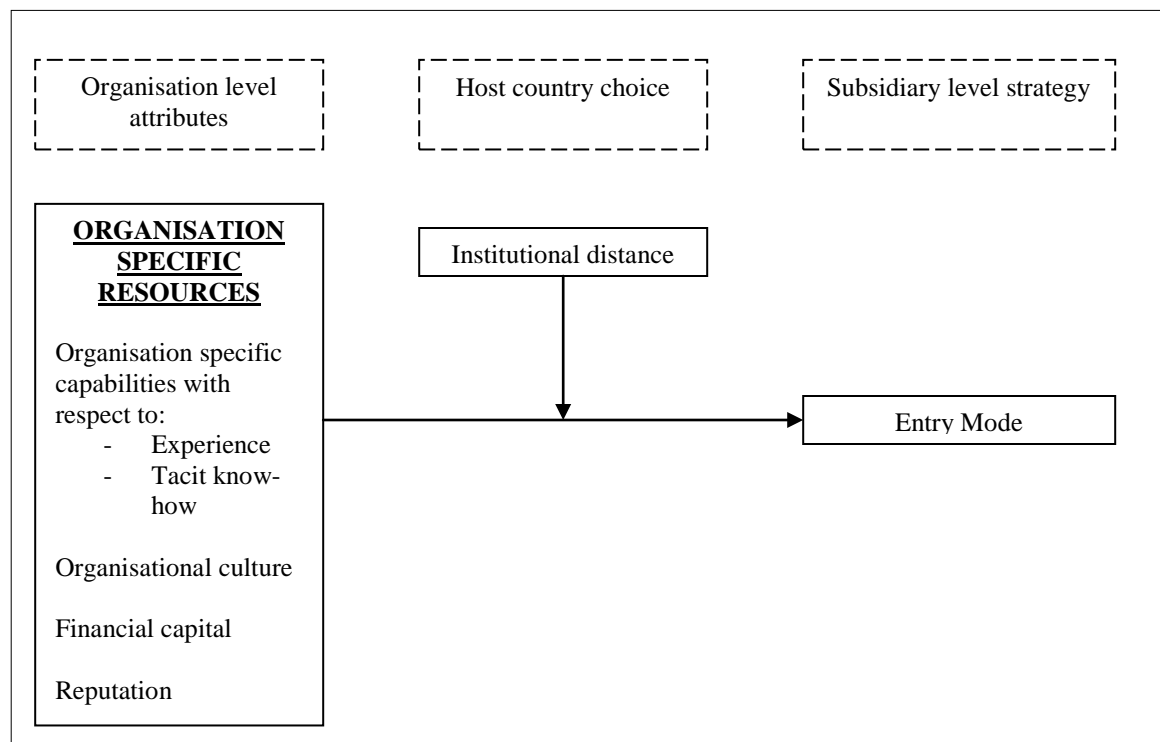 Organisation level
attributes
Host country choice
Subsidiary level strategy
ORGANISATION
SPECIFIC
RESOURCES
Organisation specific
capabilities with
respect to:
- Experience
- Tacit know-
how
Organisational culture
Financial capital
Reputation
Institutional distance
Entry Mode